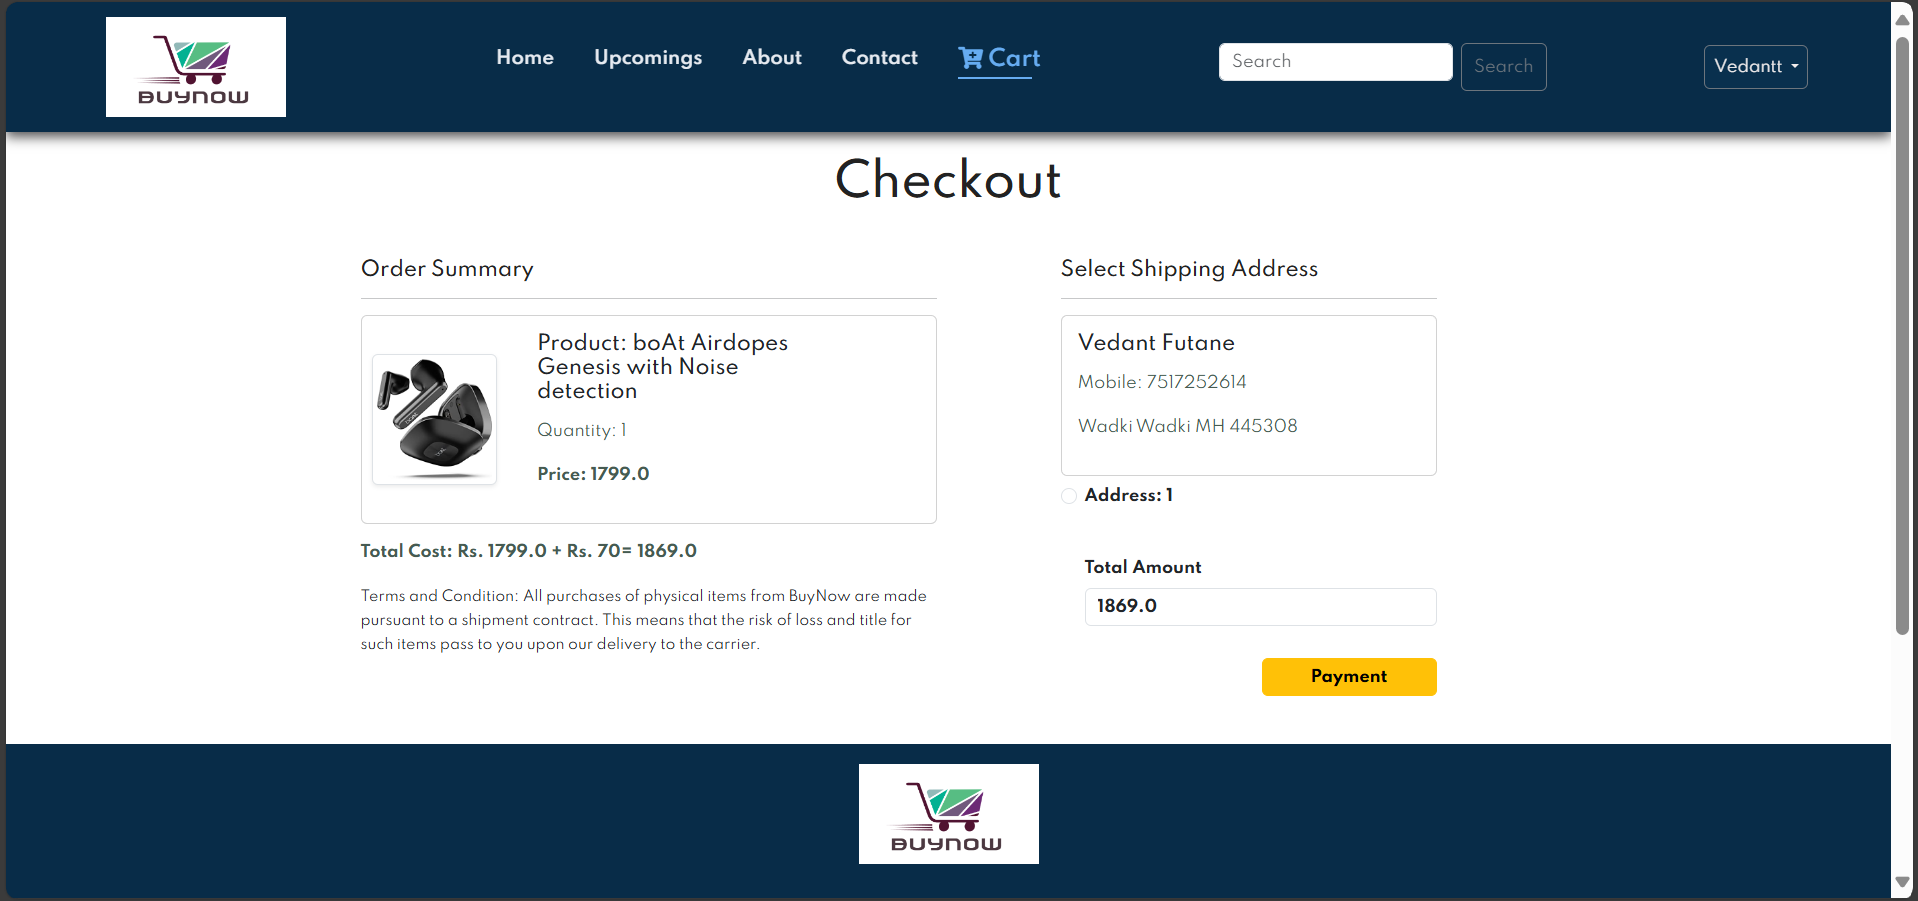 BUYNOW
Home
Upcomings
About
Contact
Cart
Search
Search
Vedantt
Checkout
Order Summary
Product: boAt Airdopes
Genesis with Noise
detection
Quantity: 1
Price: 1799.0
Total Cost: Rs. 1799.0 + Rs. 70= 1869.0
Terms and Condition: All purchases of physical items from BuyNow are made
pursuant to a shipment contract. This means that the risk of loss and title for
such items pass to you upon our delivery to the carrier.
Select Shipping Address
Vedant Futane
Mobile: 7517252614
Wadki Wadki MH 445308
Address: 1
Total Amount
1869.0
Payment
BUYNOW